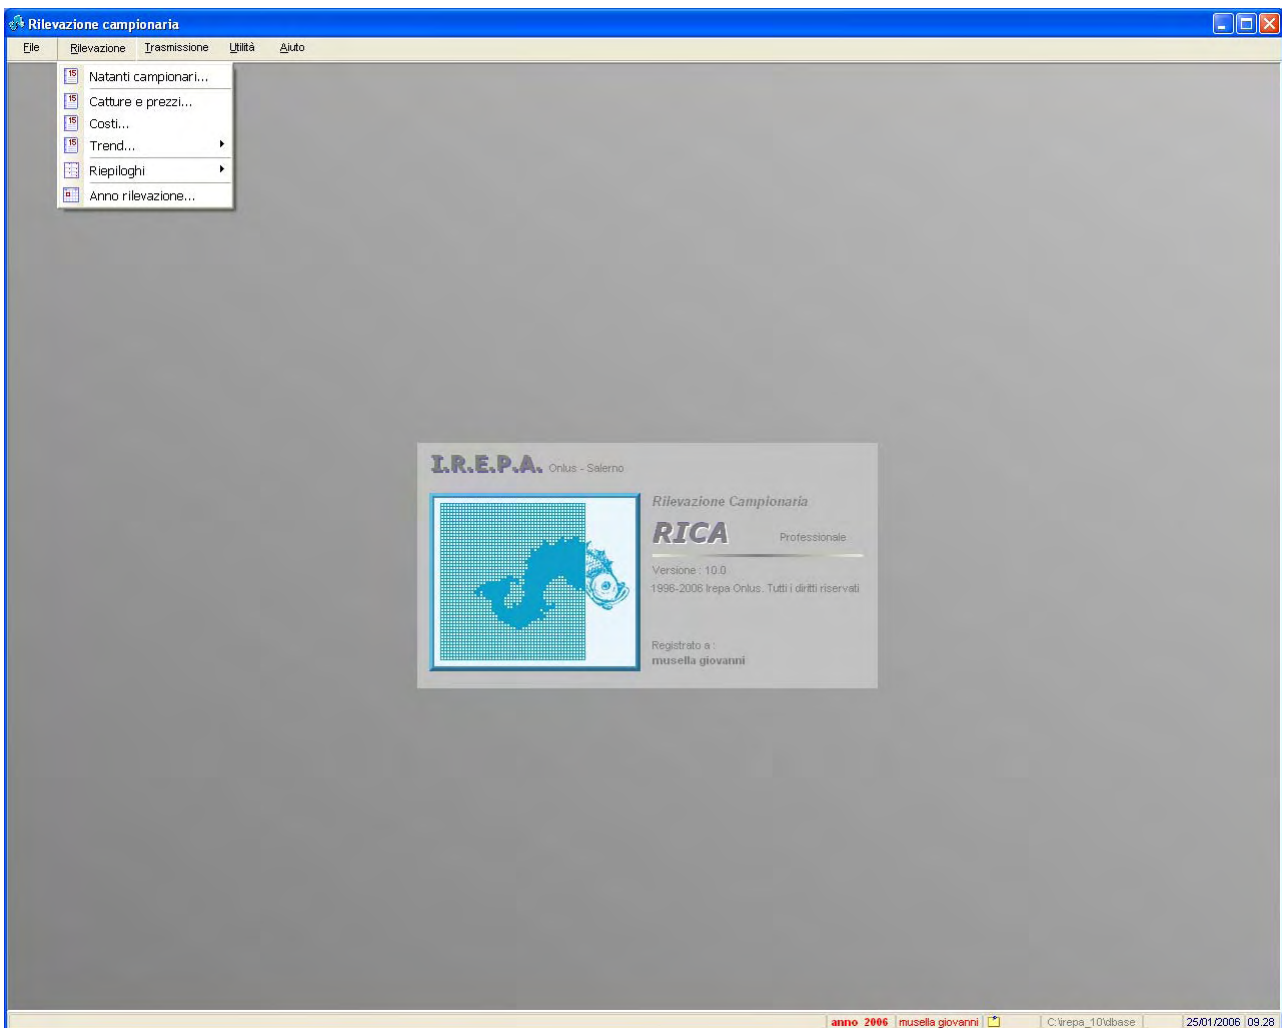 Rilevazione campionaria
File Rilevazione Trasmissione Utilità Aiuto
Natanti campionari...
Catture e prezzi...
Costi...
Trend...
Riepiloghi
Anno rilevazione...
I.R.E.P.A. Onlus - Salerno
Rilevazione Campionaria
RICA Professionale
Versione : 10.0
1996-2006 Irepa Onlus. Tutti i diritti riservati
Registrato a :
musella giovanni
anno 2006 musella giovanni C:\irepa_10\dbase 25/01/2006 09.28